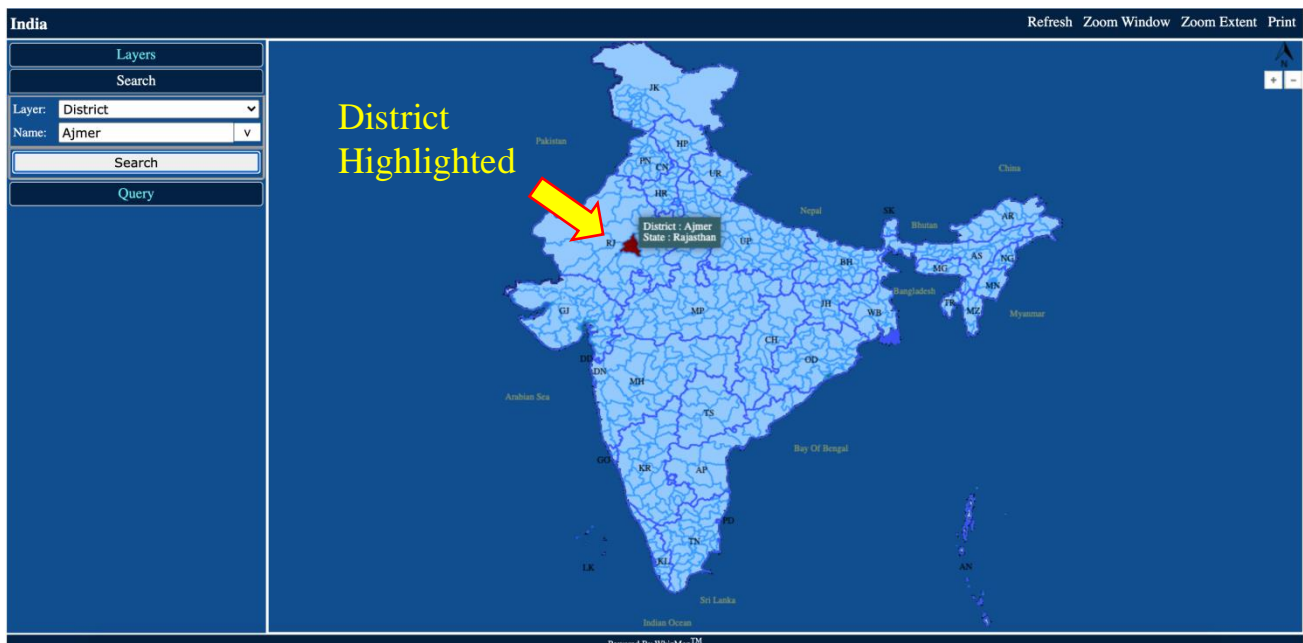 India
Refresh Zoom Window Zoom Extent Print
Layers
Search
Layer: District
Name: Ajmer v
Search
Query
District
Highlighted
N
+ -
JK
Pakistan
HP
PN
CN
UR
China
HR
Nepal
SK
AR
District : Ajmer
State : Rajasthan
Bhutan
RJ
UP
AS
NG
BH
MG
Bangladesh
MN
JH
TR
MZ
Myanmar
GJ
MP
WB
CH
OD
DD
DN
MH
Arabian Sea
TS
Bay Of Bengal
GO
KR
AP
PD
TN
KL
LK
AN
Sri Lanka
Indian Ocean